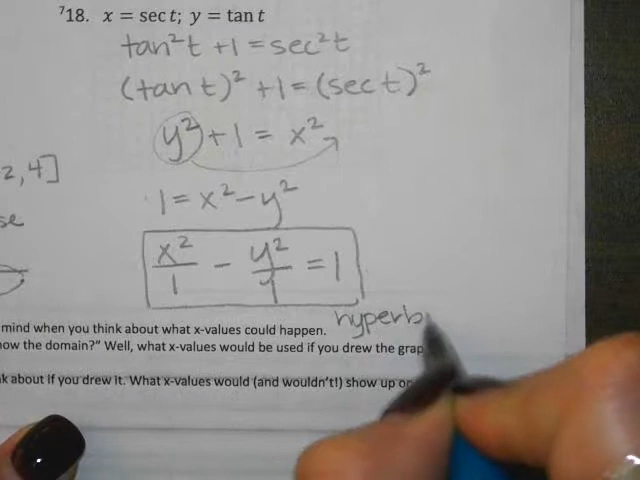 ⁷18. x = sec t; y = tan t
tan²t + 1 = sec²t
(tan t)² + 1 = (sec t)²
y² + 1 = x²
2, 4]
1 = x² − y²
se
x²/1 − y²/1 = 1
hyperb
mind when you think about what x-values could happen.
ow the domain?" Well, what x-values would be used if you drew the grap
k about if you drew it. What x-values would (and wouldn't!) show up or